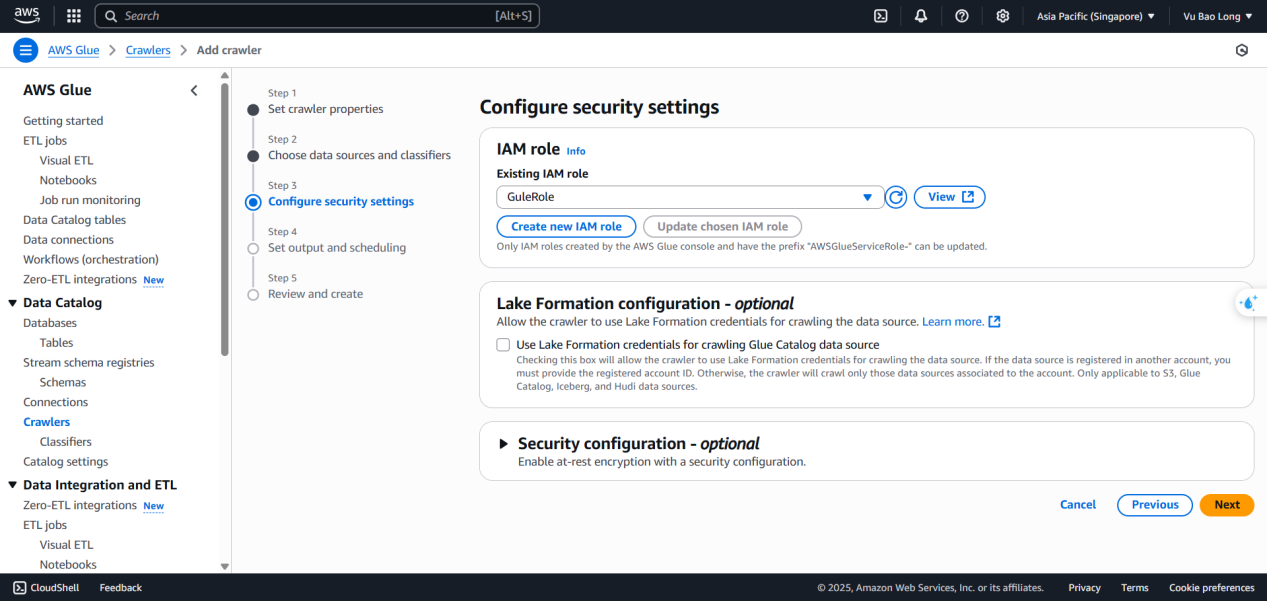 aws
Search
[Alt+S]
Asia Pacific (Singapore)
Vu Bao Long
AWS Glue
Crawlers
Add crawler
AWS Glue
Getting started
ETL jobs
Visual ETL
Notebooks
Job run monitoring
Data Catalog tables
Data connections
Workflows (orchestration)
Zero-ETL integrations New
Data Catalog
Databases
Tables
Stream schema registries
Schemas
Connections
Crawlers
Classifiers
Catalog settings
Data Integration and ETL
Zero-ETL integrations New
ETL jobs
Visual ETL
Notebooks
Step 1
Set crawler properties
Step 2
Choose data sources and classifiers
Step 3
Configure security settings
Step 4
Set output and scheduling
Step 5
Review and create
Configure security settings
IAM role Info
Existing IAM role
GuleRole
View
Create new IAM role
Update chosen IAM role
Only IAM roles created by the AWS Glue console and have the prefix "AWSGlueServiceRole-" can be updated.
Lake Formation configuration - optional
Allow the crawler to use Lake Formation credentials for crawling the data source. Learn more.
Use Lake Formation credentials for crawling Glue Catalog data source
Checking this box will allow the crawler to use Lake Formation credentials for crawling the data source. If the data source is registered in another account, you
must provide the registered account ID. Otherwise, the crawler will crawl only those data sources associated to the account. Only applicable to S3, Glue
Catalog, Iceberg, and Hudi data sources.
Security configuration - optional
Enable at-rest encryption with a security configuration.
Cancel
Previous
Next
CloudShell
Feedback
© 2025, Amazon Web Services, Inc. or its affiliates.
Privacy
Terms
Cookie preferences